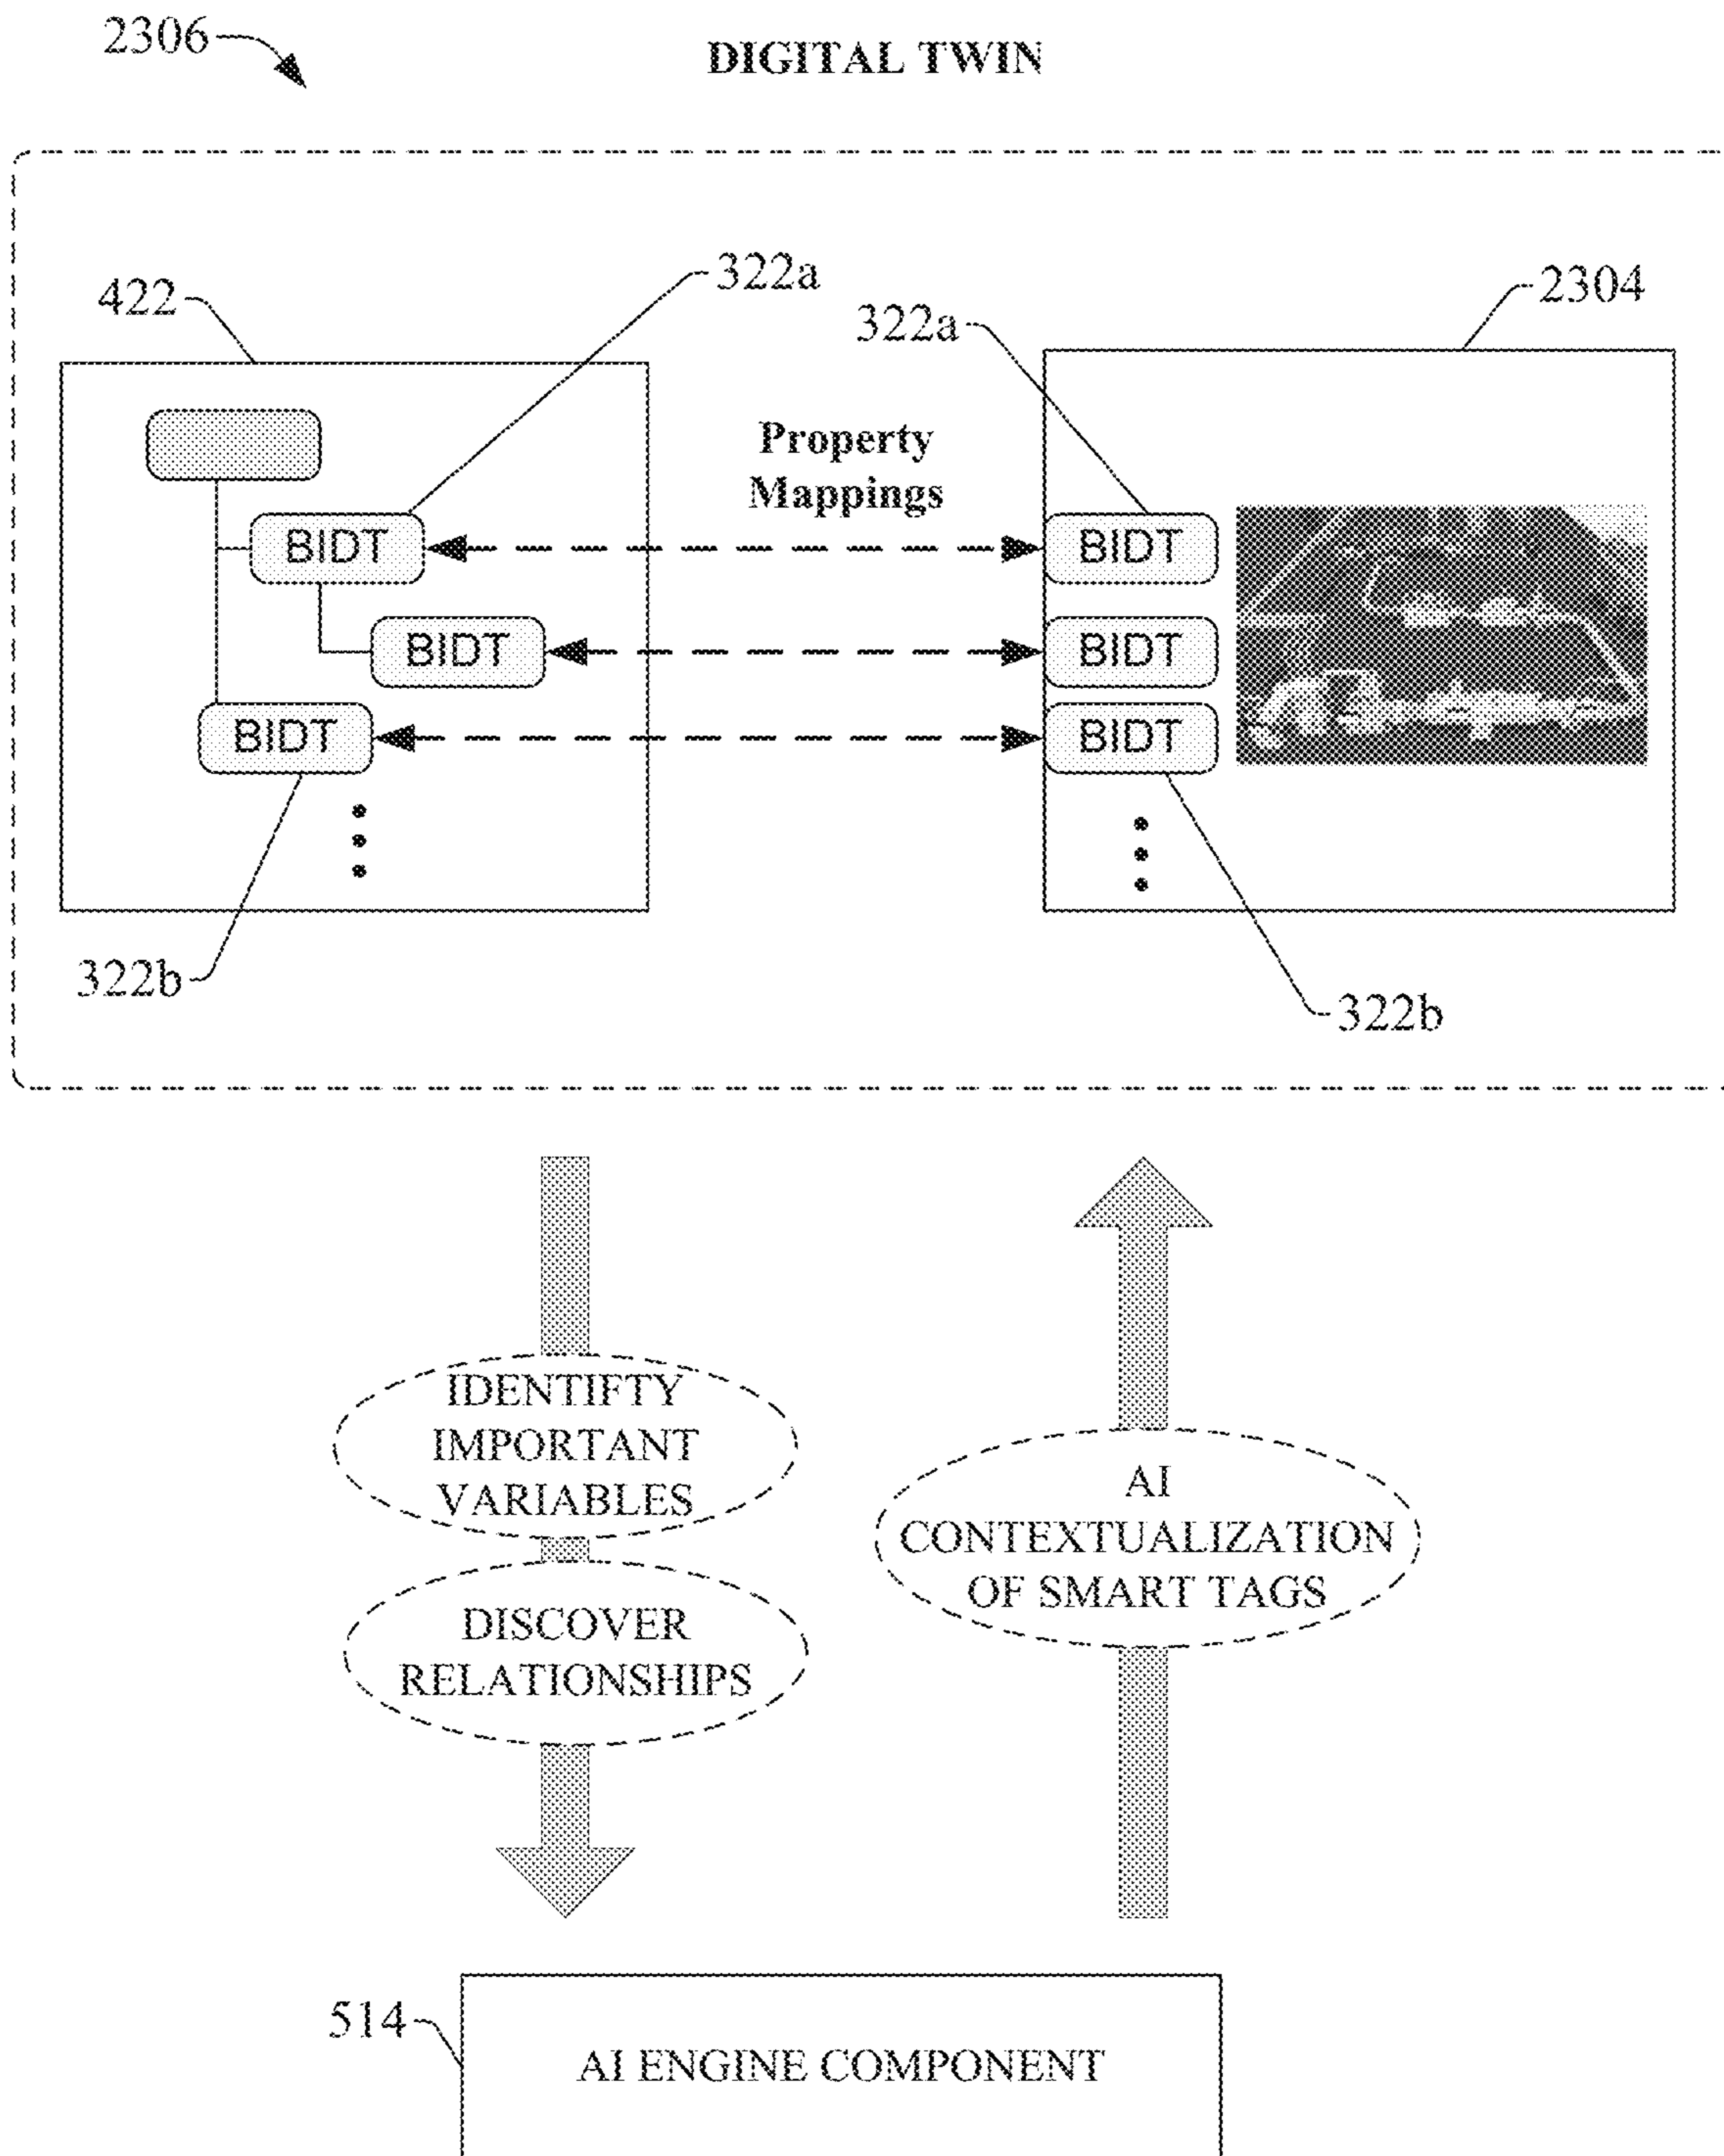 2306
DIGITAL TWIN
422
322a
322a
2304
Property
Mappings
BIDT
BIDT
BIDT
BIDT
BIDT
BIDT
322b
322b
IDENTIFTY
IMPORTANT
VARIABLES
DISCOVER
RELATIONSHIPS
AI
CONTEXTUALIZATION
OF SMART TAGS
514
AI ENGINE COMPONENT